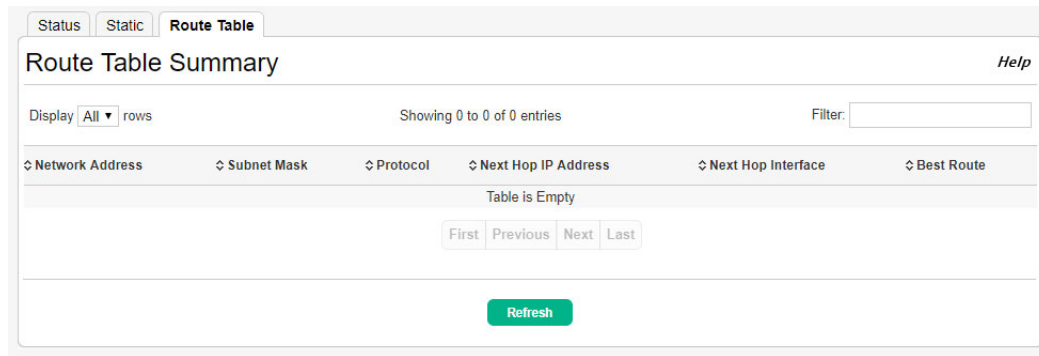 Status Static Route Table
Route Table Summary Help
Display All rows Showing 0 to 0 of 0 entries Filter:
Network Address Subnet Mask Protocol Next Hop IP Address Next Hop Interface Best Route
Table is Empty
First Previous Next Last
Refresh